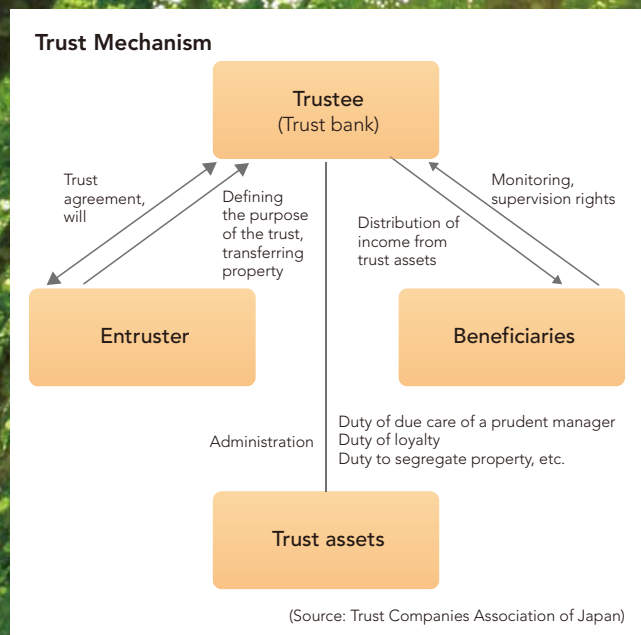 Trust Mechanism
Trustee
(Trust bank)
Trust
agreement,
will
Defining
the purpose
of the trust,
transferring
property
Distribution of
income from
trust assets
Monitoring,
supervision rights
Entruster
Beneficiaries
Administration
Duty of due care of a prudent manager
Duty of loyalty
Duty to segregate property, etc.
Trust assets
(Source: Trust Companies Association of Japan)